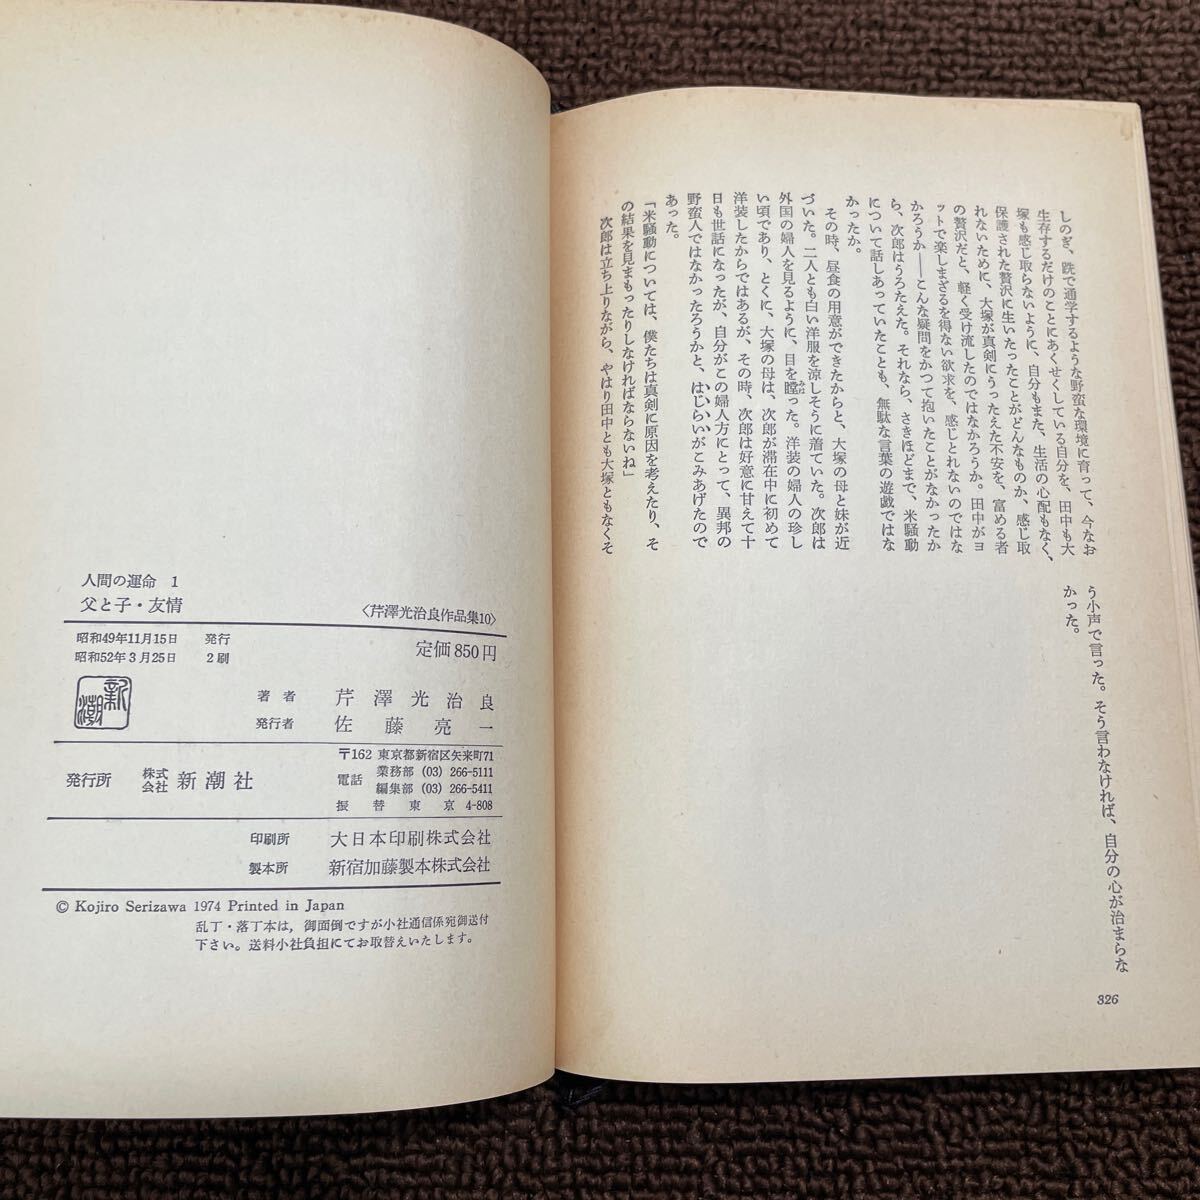 しのぎ、跣で通学するような野蛮な環境に育って、今なお
生存するだけのことにあくせくしている自分を、田中も大
塚も感じ取らないように、自分もまた、生活の心配もなく、
保護された贅沢に生いたったことがどんなものか、感じ取
れないために、大塚が真剣にうったえた不安を、富める者
の贅沢だと、軽く受け流したのではなかろうか。田中がヨ
ットで楽しまざるを得ない欲求を、感じとれないのではな
かろうか——こんな疑問をかつて抱いたことがなかったか
ら、次郎はうろたえた。それなら、さきほどまで、米騒動
について話しあっていたことも、無駄な言葉の遊戯ではな
かったか。
その時、昼食の用意ができたからと、大塚の母と妹が近
づいた。二人とも白い洋服を涼しそうに着ていた。次郎は
外国の婦人を見るように、目を瞠った。洋装の婦人の珍し
い頃であり、とくに、大塚の母は、次郎が滞在中に初めて
洋装したからではあるが、その時、次郎は好意に甘えて十
日も世話になったが、自分がこの婦人方にとって、異邦の
野蛮人ではなかったろうかと、はじらいがこみあげたので
あった。
「米騒動については、僕たちは真剣に原因を考えたり、そ
の結果を見まもったりしなければならないね」
次郎は立ち上りながら、やはり田中とも大塚ともなくそ
う小声で言った。そう言わなければ、自分の心が治まらな
かった。
326
人間の運命 1
父と子・友情
〈芹澤光治良作品集10〉
昭和49年11月15日 発行
昭和52年3月25日 2刷
定価850円
新潮
著者 芹澤光治良
発行者 佐藤亮一
発行所 株式会社 新潮社
〒162 東京都新宿区矢来町71
電話 業務部 (03) 266-5111
編集部 (03) 266-5411
振替 東京 4-808
印刷所 大日本印刷株式会社
製本所 新宿加藤製本株式会社
© Kojiro Serizawa 1974 Printed in Japan
乱丁・落丁本は，御面倒ですが小社通信係宛御送付
下さい。送料小社負担にてお取替えいたします。